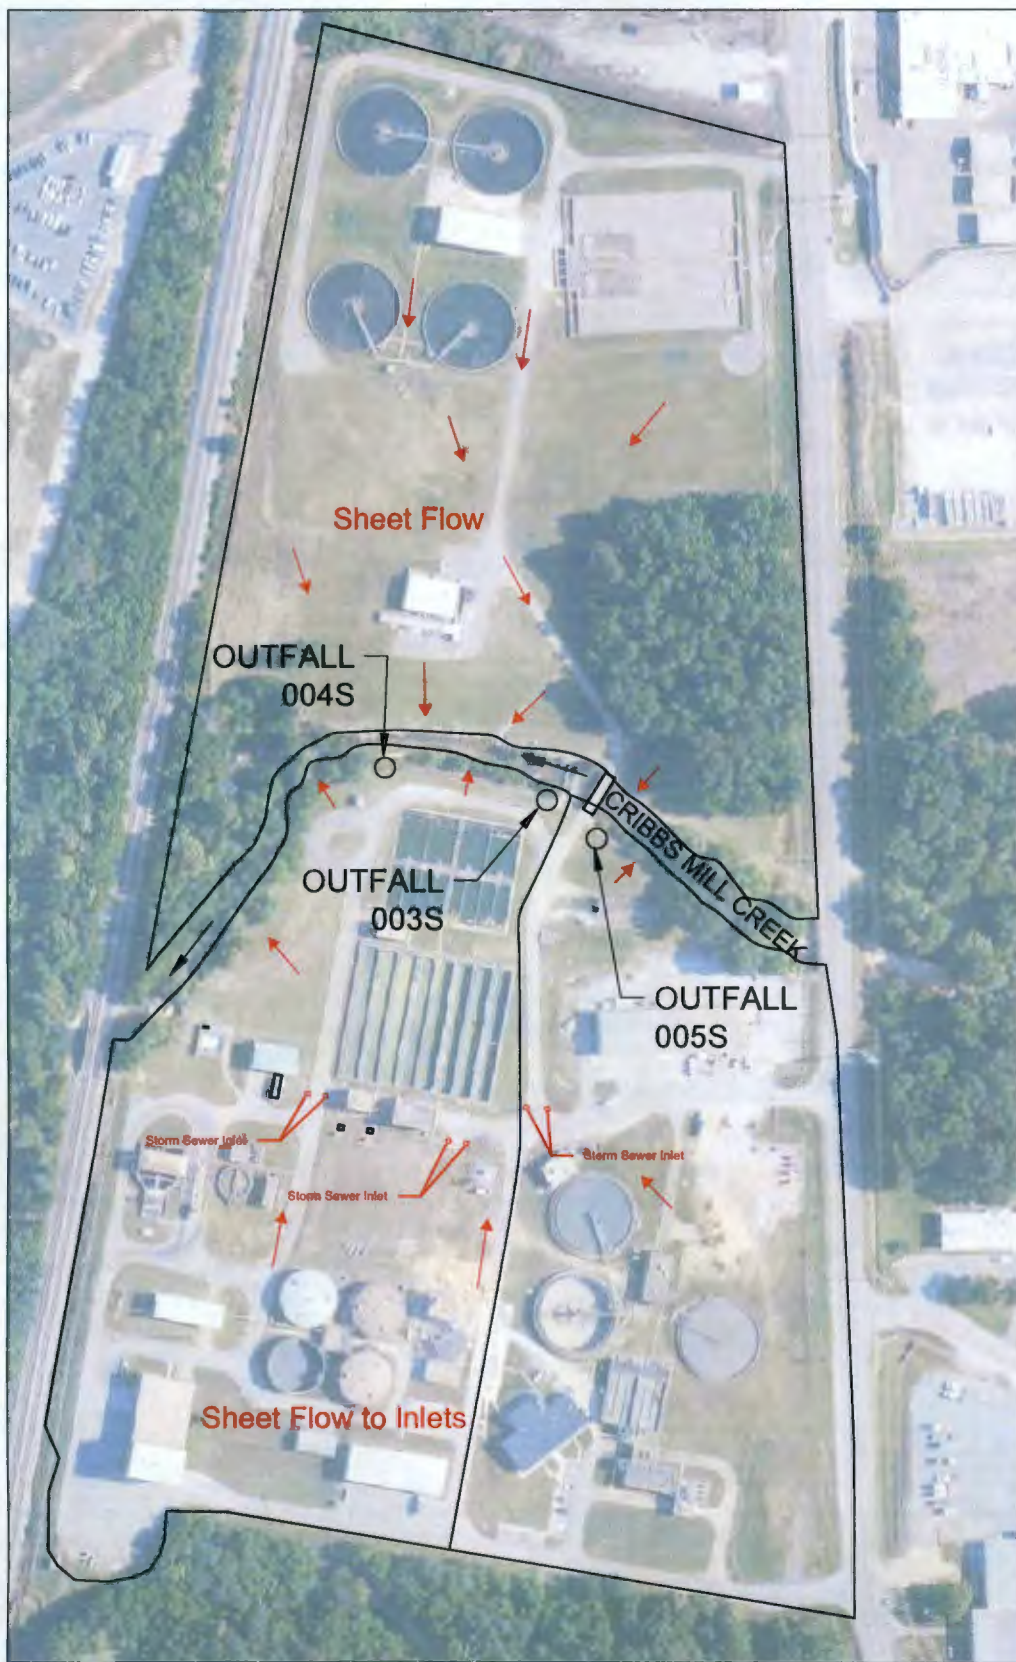 Sheet Flow
OUTFALL
004S
CRIBBS MILL CREEK
OUTFALL
003S
OUTFALL
005S
Storm Sewer Inlet
Storm Sewer Inlet
Storm Sewer Inlet
Sheet Flow to Inlets